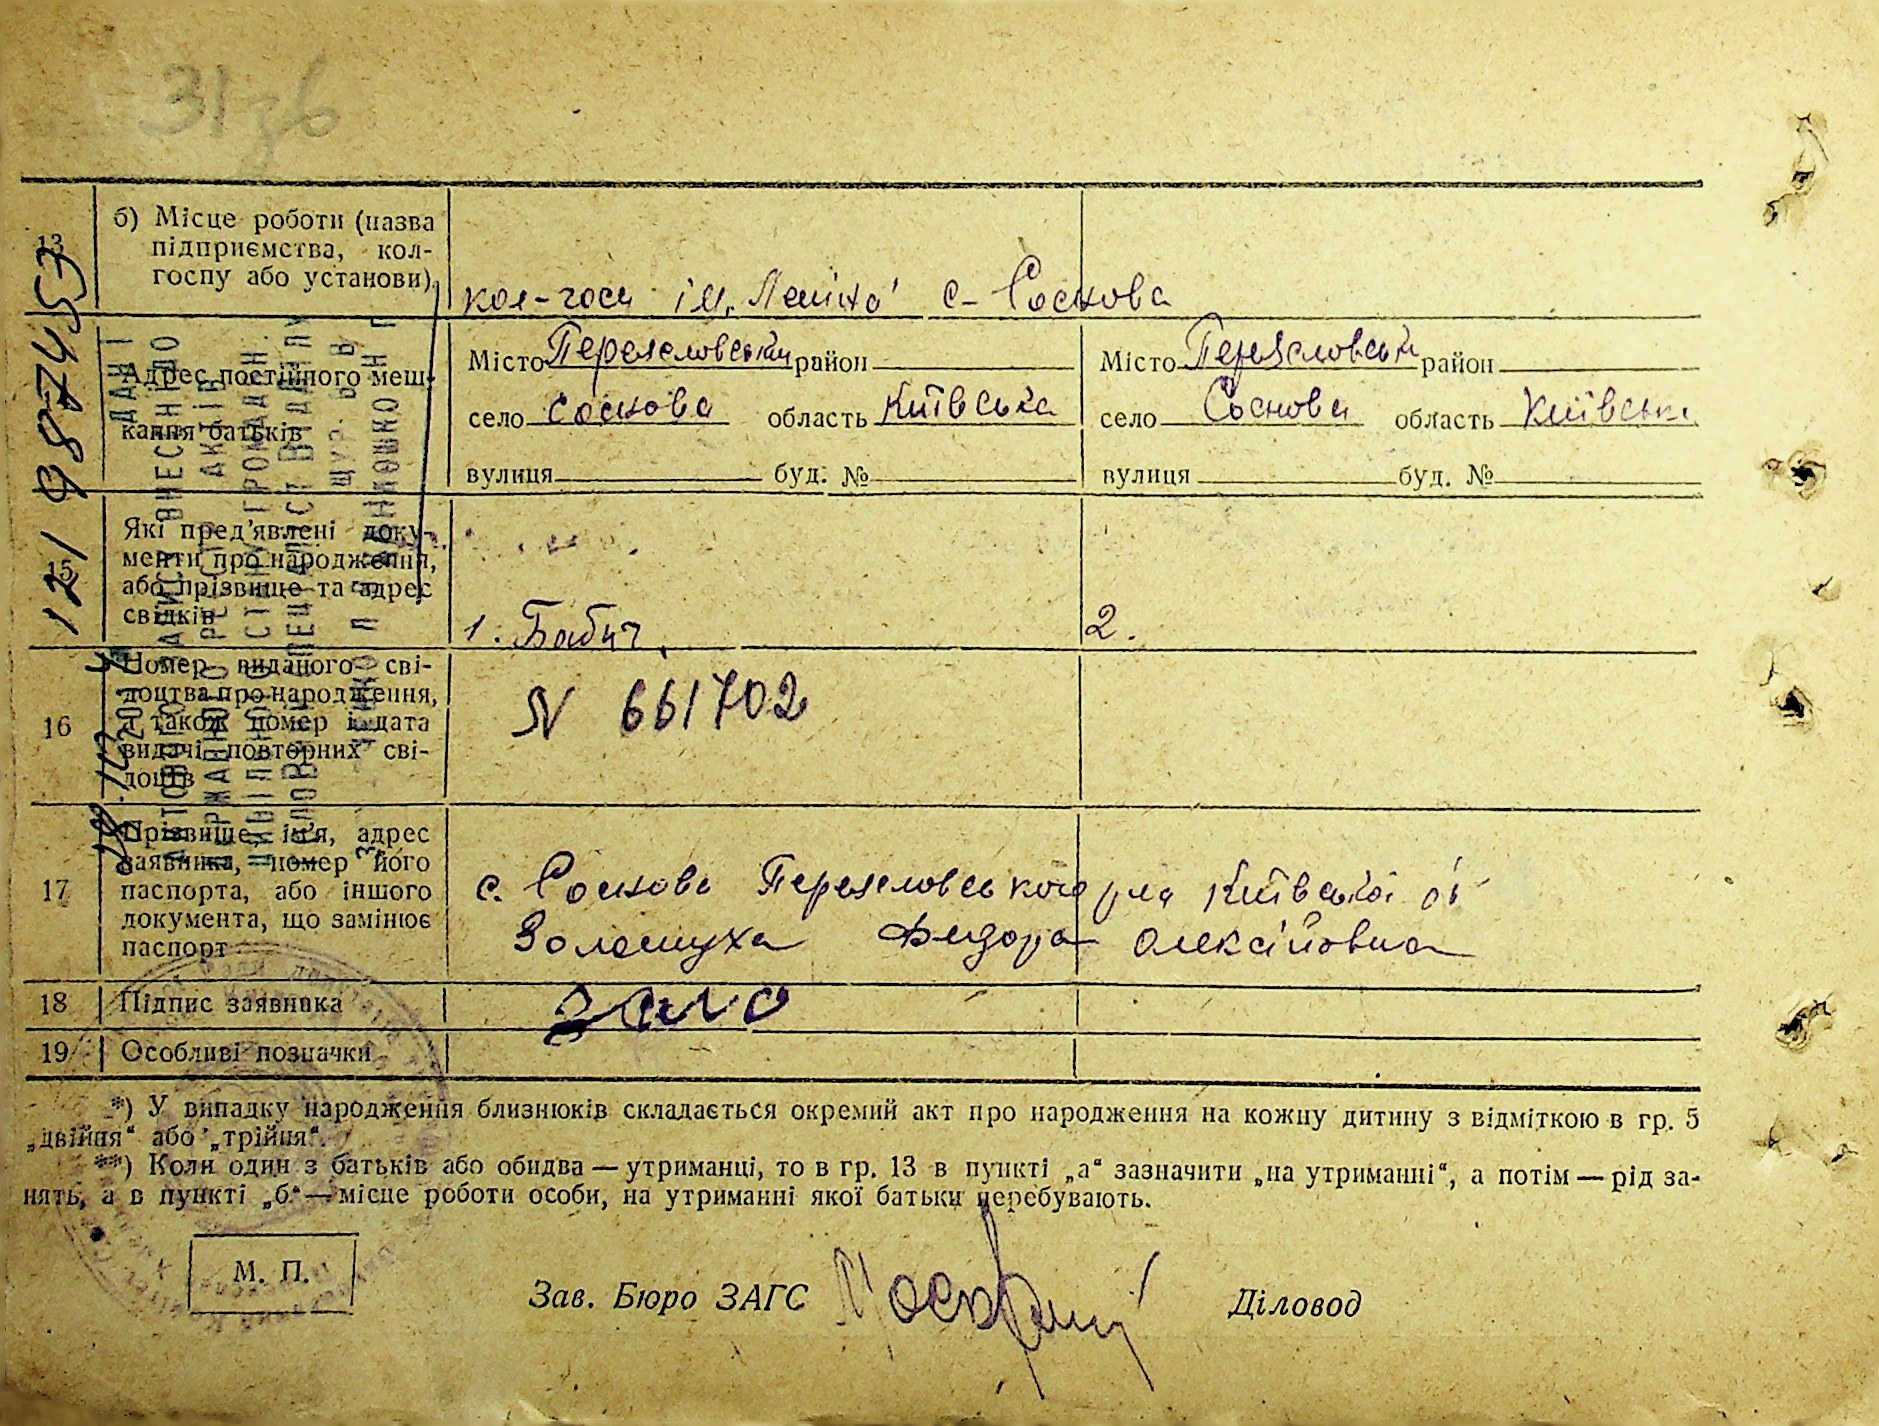 31зв
13
б) Місце роботи (назва
підприємства, кол-
госпу або установи)
кол-госп ім. Леніна с- Соснова
Адрес постійного меш-
кання батьків
Місто Переяславський район
село Соснова область Київська
вулиця буд. №
Місто Переяславськ район
село Соснова область Київськ
вулиця буд. №
15
Які пред'явлені доку-
менти про народження,
або прізвище та адрес
свідків
1. Бабич
2.
16
Номер виданого сві-
доцтва про народження,
а також номер і дата
видачі повторних сві-
доцтв
N 661702
17
Прізвище, ім'я, адрес
заявника, номер його
паспорта, або іншого
документа, що замінює
паспорт
с. Соснова Переяславського р-на Київської об
Золотуха Федора Олексіївна
18
Підпис заявника
19
Особливі позначки
*) У випадку народження близнюків складається окремий акт про народження на кожну дитину з відміткою в гр. 5
„двійня“ або „трійня“.
**) Коли один з батьків або обидва — утриманці, то в гр. 13 в пункті „а“ зазначити „на утриманні“, а потім — рід за-
нять, а в пункті „б“ — місце роботи особи, на утриманні якої батьки перебувають.
М. П.
Зав. Бюро ЗАГС
Діловод